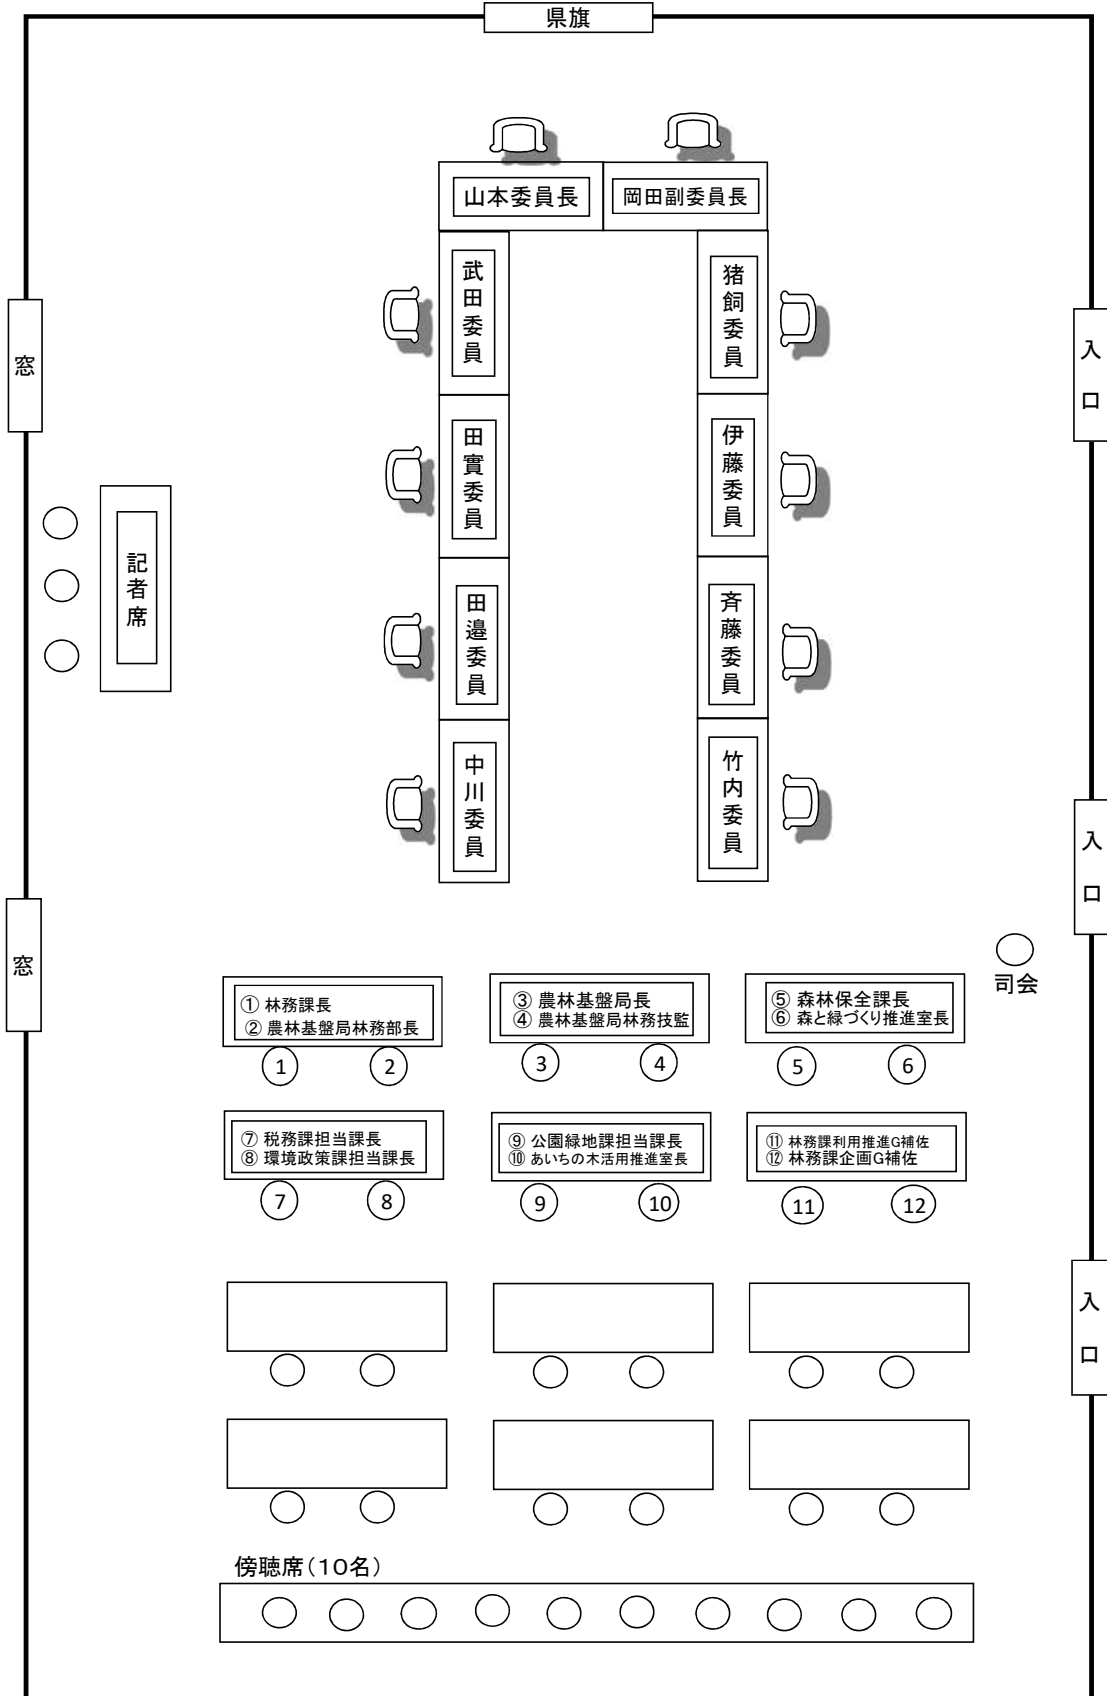 県旗
山本委員長
岡田副委員長
武田委員
猪飼委員
窓
入口
田實委員
伊藤委員
記者席
田邉委員
斉藤委員
中川委員
竹内委員
入口
窓
司会
① 林務課長
② 農林基盤局林務部長
③ 農林基盤局長
④ 農林基盤局林務技監
⑤ 森林保全課長
⑥ 森と緑づくり推進室長
1
2
3
4
5
6
⑦ 税務課担当課長
⑧ 環境政策課担当課長
⑨ 公園緑地課担当課長
⑩ あいちの木活用推進室長
⑪ 林務課利用推進G補佐
⑫ 林務課企画G補佐
7
8
9
10
11
12
入口
傍聴席（10名）